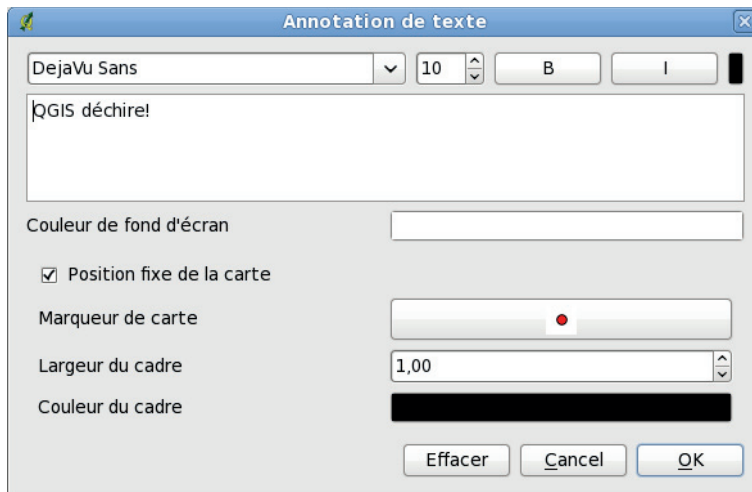 Annotation de texte
DejaVu Sans 10 B I
QGIS déchire!
Couleur de fond d'écran
Position fixe de la carte
Marqueur de carte
Largeur du cadre 1,00
Couleur du cadre
Effacer Cancel OK